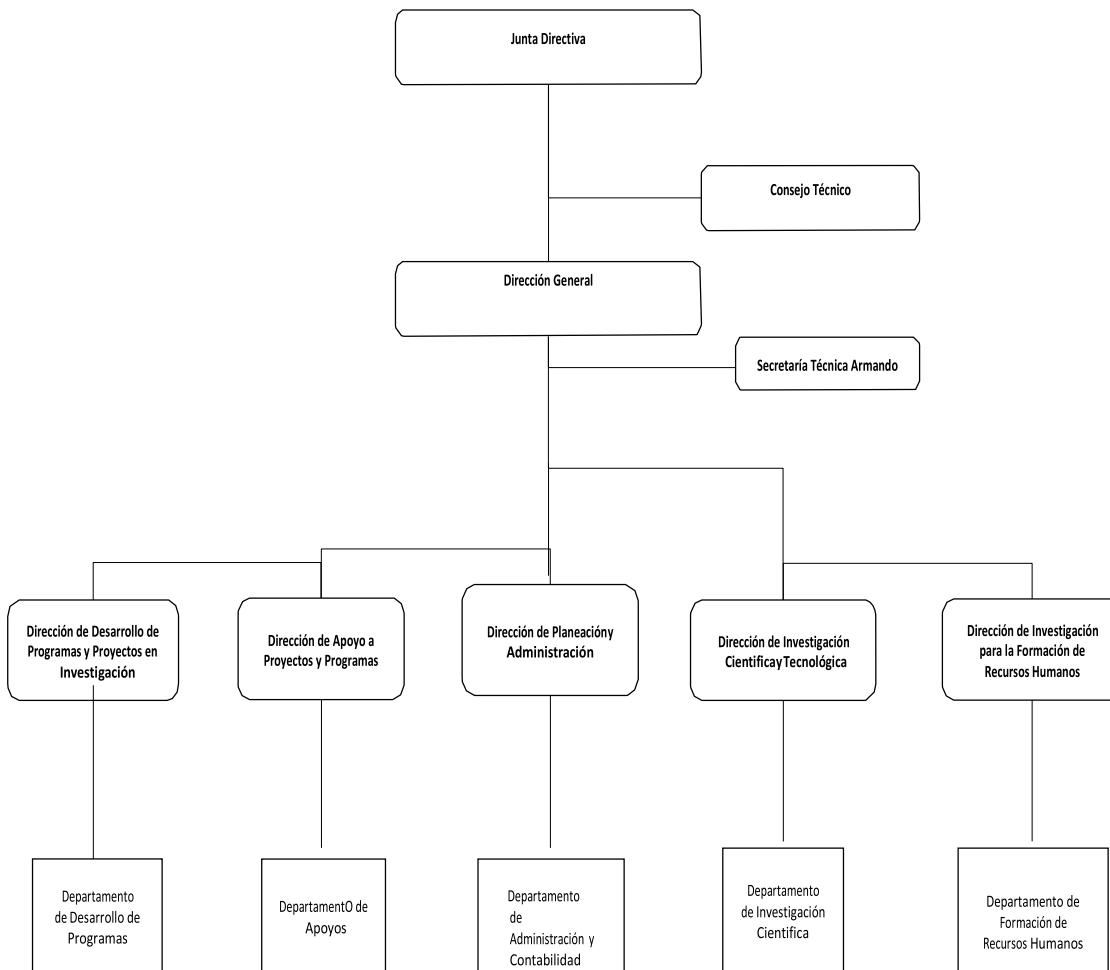 Junta Directiva
Consejo Técnico
Dirección General
Secretaría Técnica Armando
Dirección de Desarrollo de
Programas y Proyectos en
Investigación
Dirección de Apoyo a
Proyectos y Programas
Dirección de Planeacióny
Administración
Dirección de Investigación
CientificayTecnológica
Dirección de Investigación
para la Formación de
Recursos Humanos
Departamento
de Desarrollo de
Programas
DepartamentO de
Apoyos
Departamento
de
Administración y
Contabilidad
Departamento
de Investigación
Cientifica
Departamento de
Formación de
Recursos Humanos